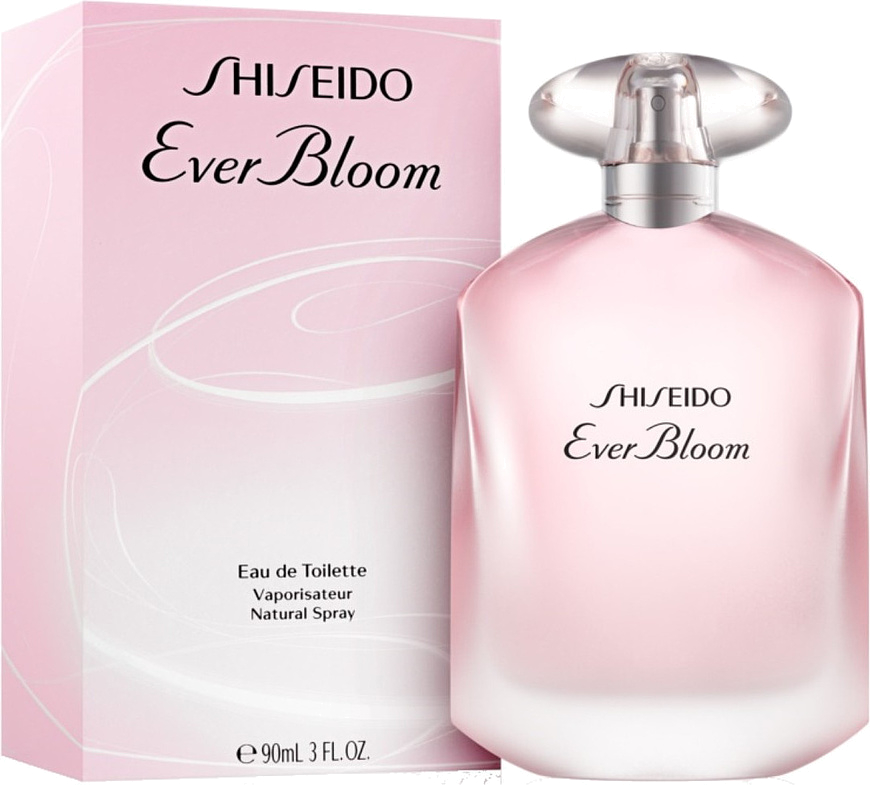 SHISEIDO
Ever Bloom
Eau de Toilette
Vaporisateur
Natural Spray
℮ 90mL 3 FL.OZ.
SHISEIDO
Ever Bloom